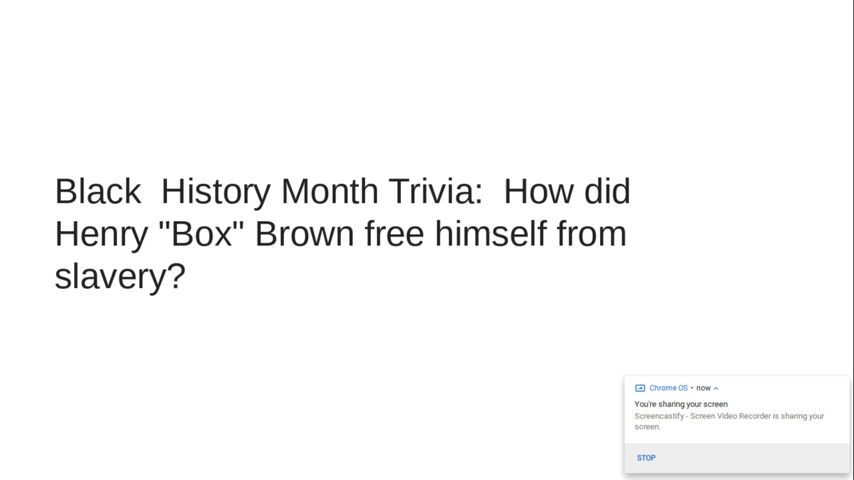 Black  History Month Trivia:  How did
Henry "Box" Brown free himself from
slavery?
Chrome OS • now
You're sharing your screen
Screencastify - Screen Video Recorder is sharing your
screen.
STOP